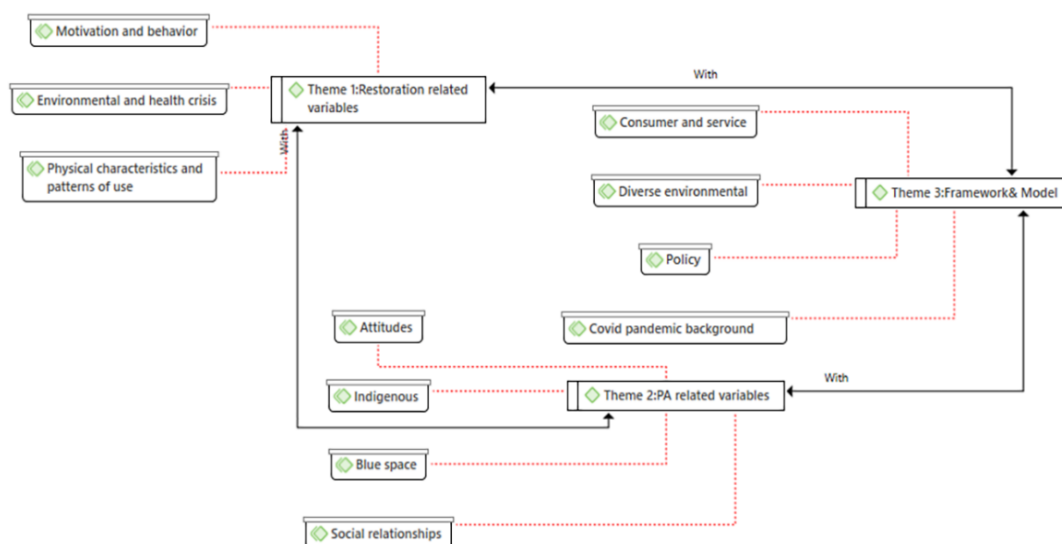 Motivation and behavior
With
Theme 1:Restoration related
variables
Environmental and health crisis
Consumer and service
With
Physical characteristics and
patterns of use
Diverse environmental
Theme 3:Framework& Model
Policy
Attitudes
Covid pandemic background
With
Indigenous
Theme 2:PA related variables
Blue space
Social relationships